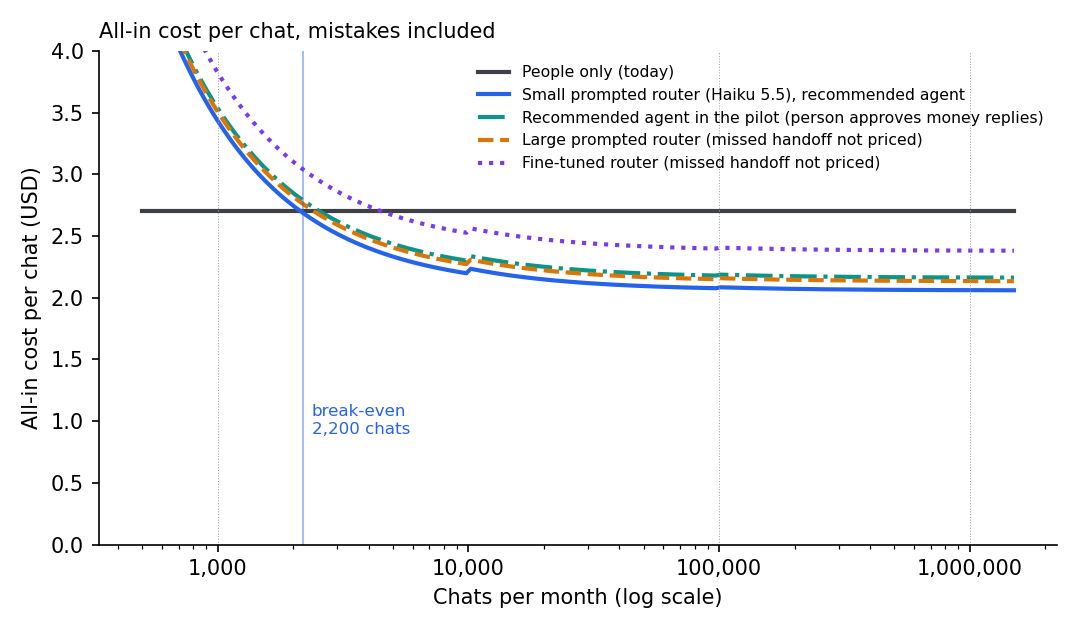 All-in cost per chat, mistakes included
All-in cost per chat (USD)
4.0
3.5
3.0
2.5
2.0
1.5
1.0
0.5
0.0
People only (today)
Small prompted router (Haiku 5.5), recommended agent
Recommended agent in the pilot (person approves money replies)
Large prompted router (missed handoff not priced)
Fine-tuned router (missed handoff not priced)
break-even
2,200 chats
1,000
10,000
100,000
1,000,000
Chats per month (log scale)